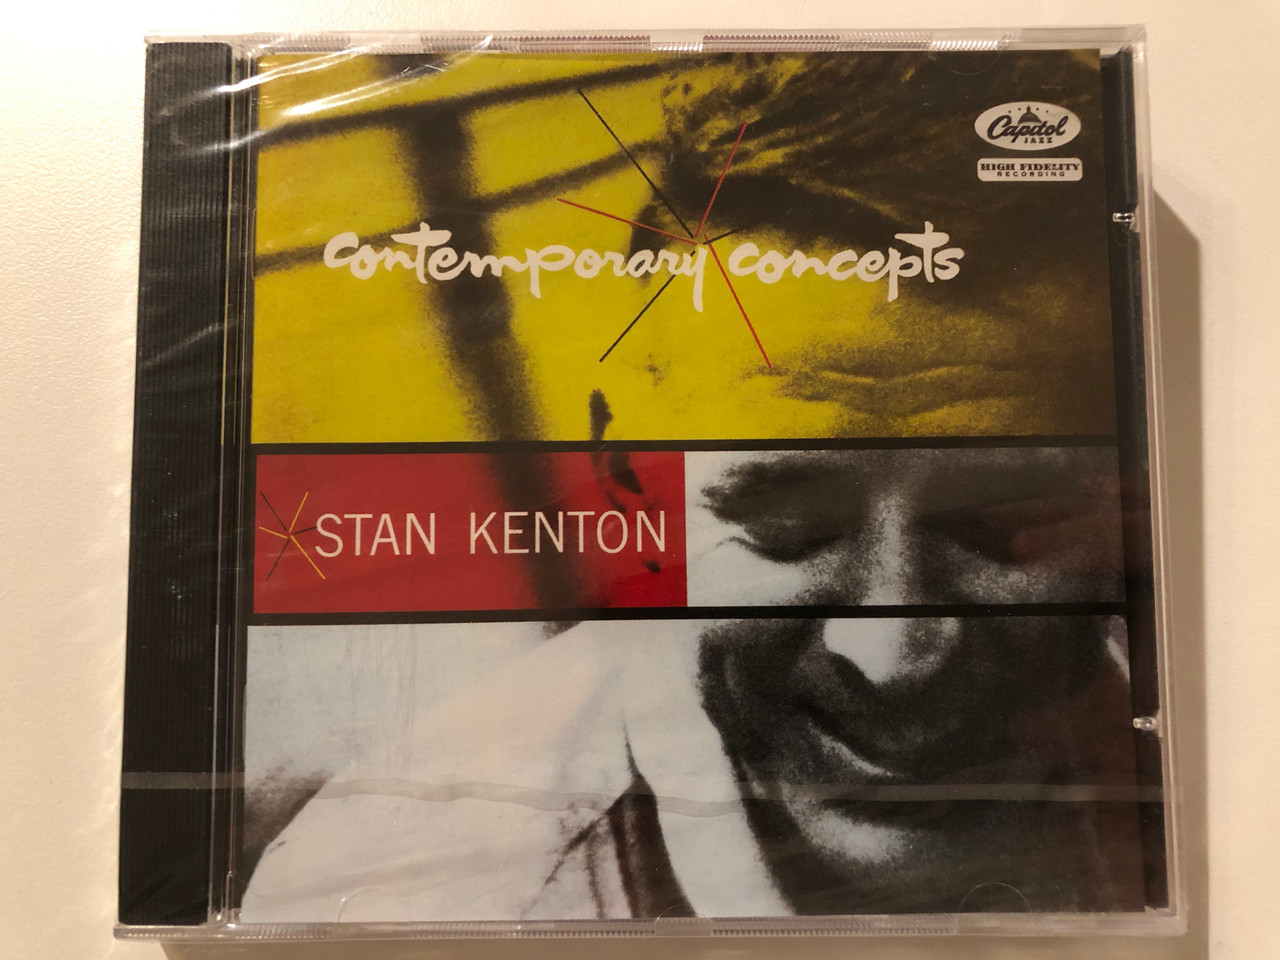 Capitol
JAZZ
HIGH FIDELITY
RECORDING
contemporary concepts
STAN KENTON